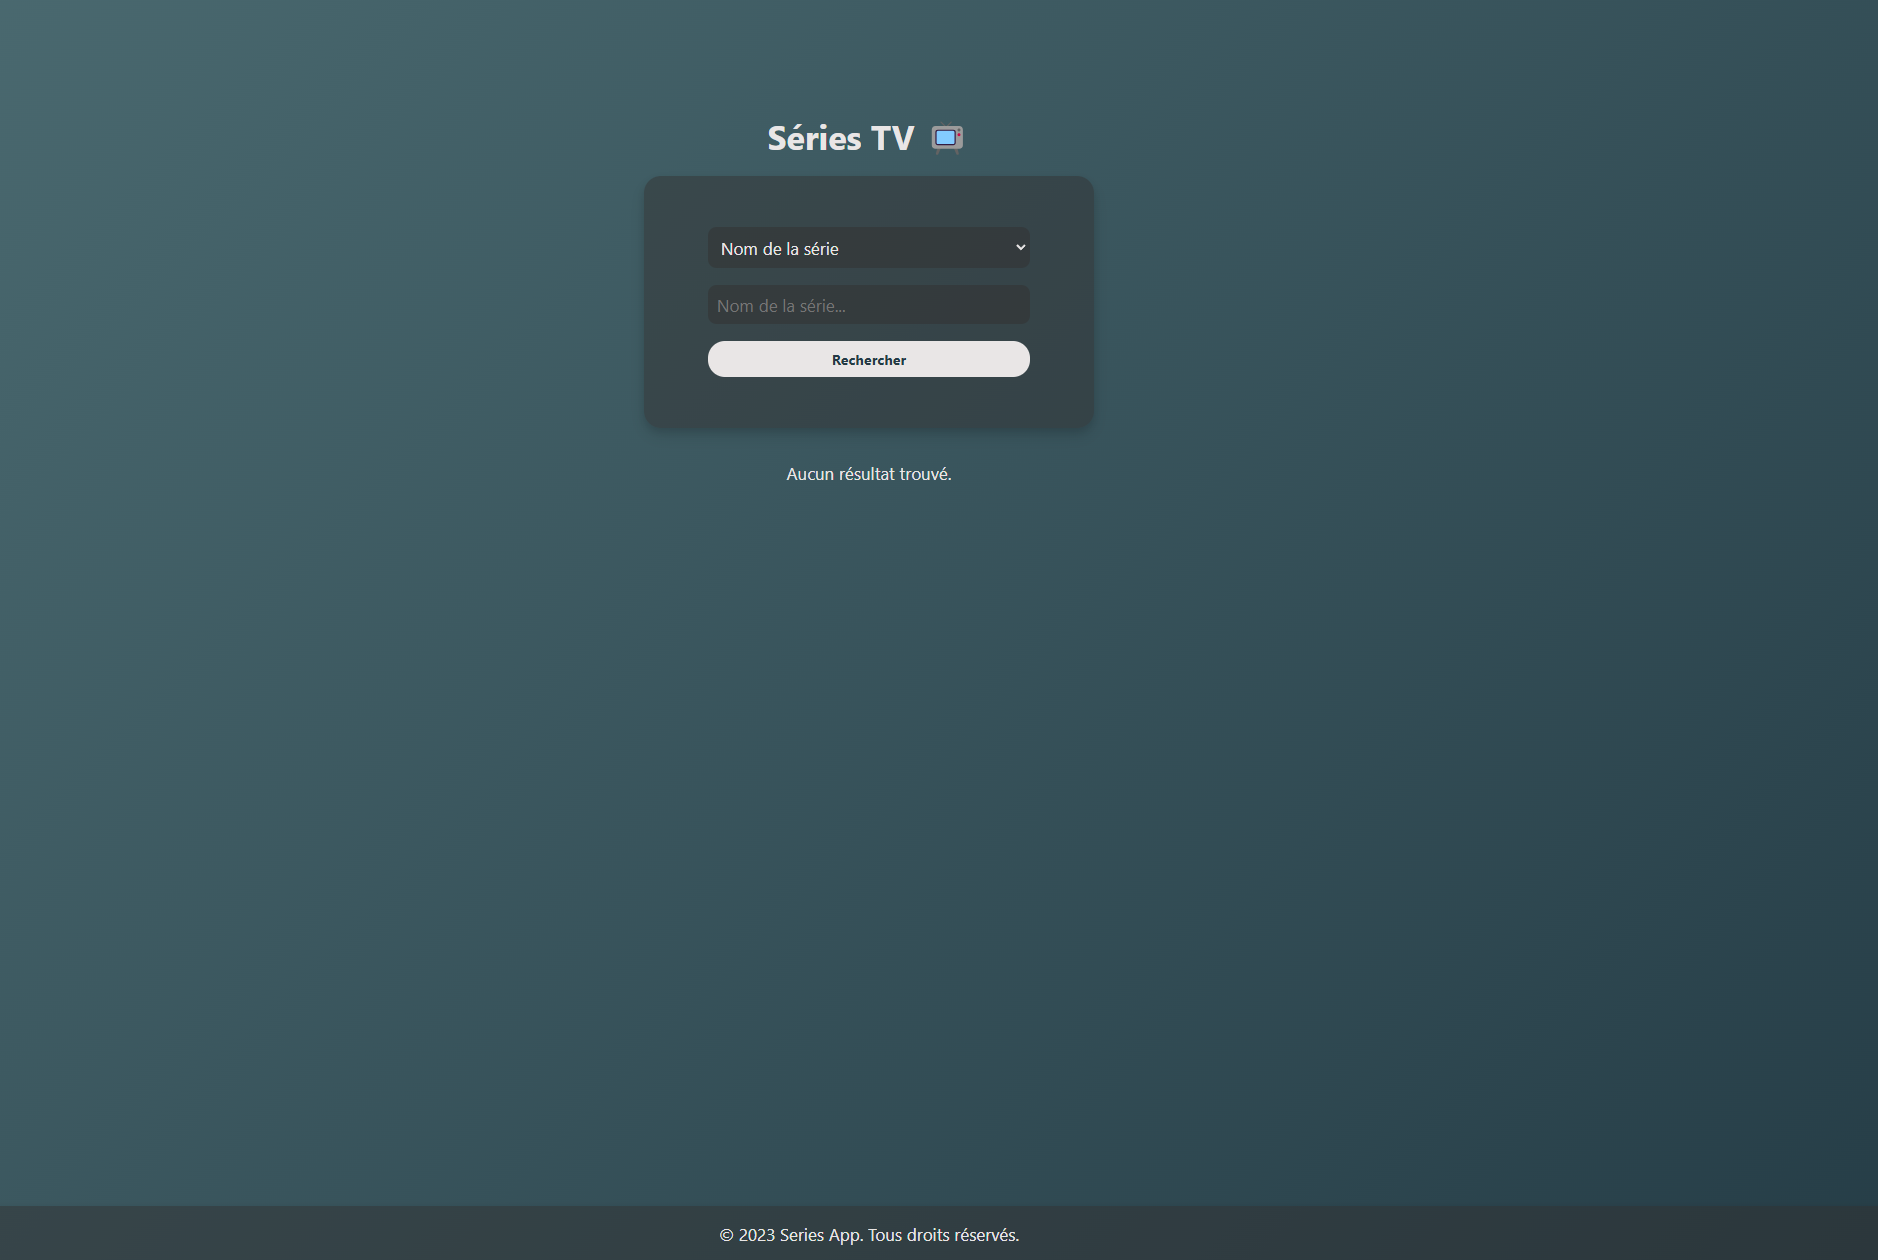 Séries TV
Nom de la série
Nom de la série...
Rechercher
Aucun résultat trouvé.
© 2023 Series App. Tous droits réservés.